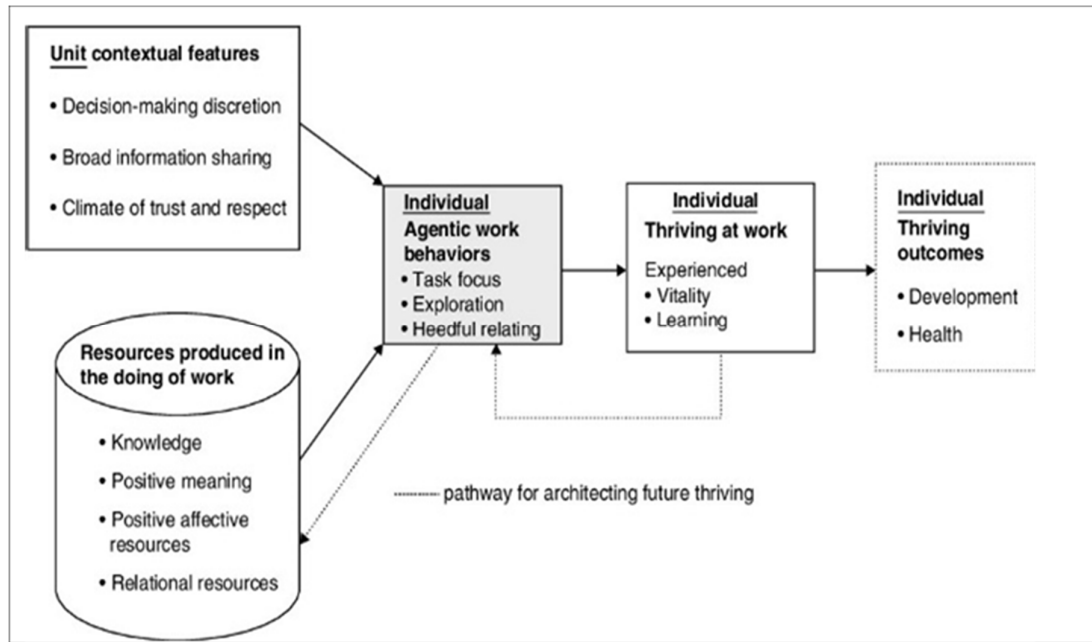 Unit contextual features
• Decision-making discretion
• Broad information sharing
• Climate of trust and respect
Individual
Agentic work
behaviors
• Task focus
• Exploration
• Heedful relating
Individual
Thriving at work
Experienced
• Vitality
• Learning
Individual
Thriving
outcomes
• Development
• Health
Resources produced in
the doing of work
• Knowledge
• Positive meaning
• Positive affective
resources
• Relational resources
pathway for architecting future thriving